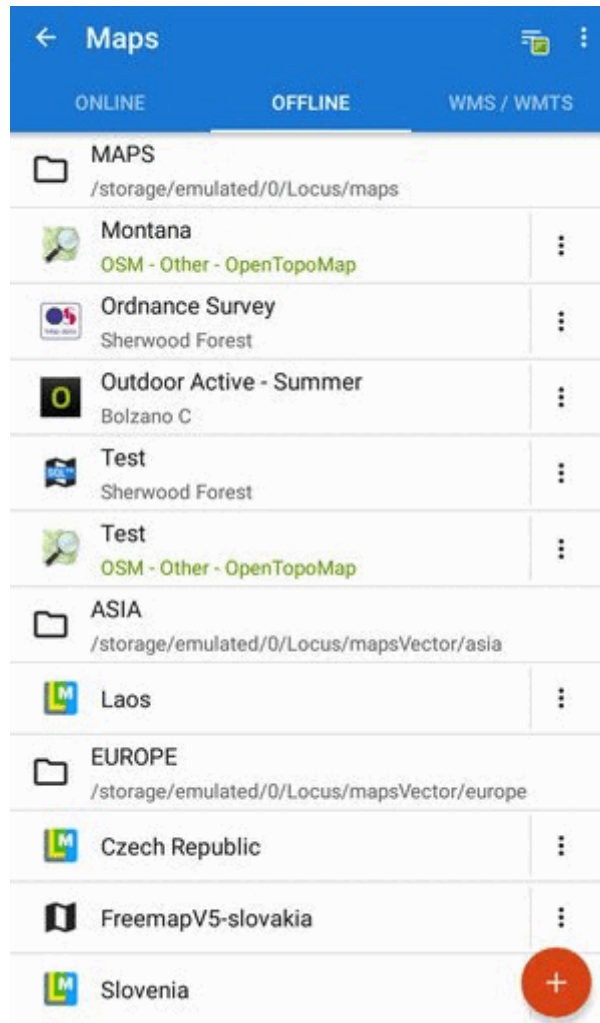 Maps
ONLINE OFFLINE WMS / WMTS
MAPS
/storage/emulated/0/Locus/maps
Montana
OSM - Other - OpenTopoMap
Ordnance Survey
Sherwood Forest
Outdoor Active - Summer
Bolzano C
Test
Sherwood Forest
Test
OSM - Other - OpenTopoMap
ASIA
/storage/emulated/0/Locus/mapsVector/asia
Laos
EUROPE
/storage/emulated/0/Locus/mapsVector/europe
Czech Republic
FreemapV5-slovakia
Slovenia